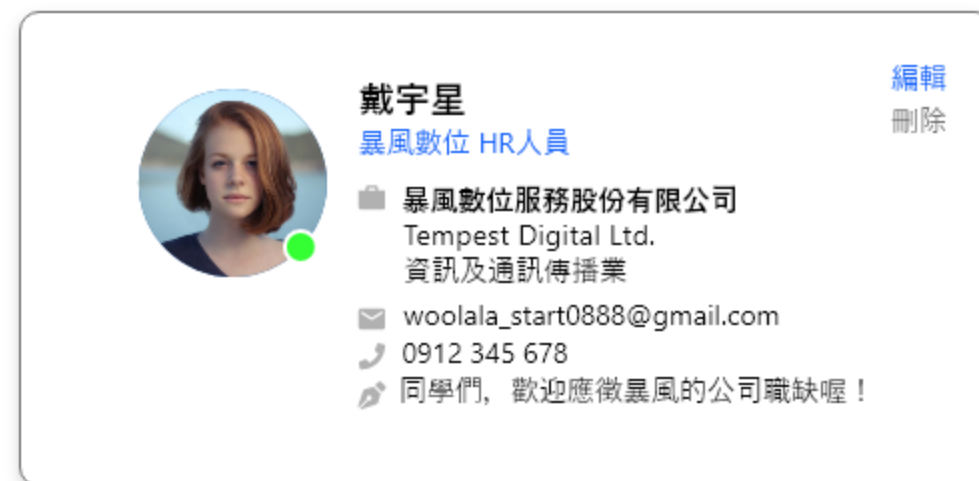 戴宇星
暴風數位 HR人員
暴風數位服務股份有限公司
Tempest Digital Ltd.
資訊及通訊傳播業
woolala_start0888@gmail.com
0912 345 678
同學們，歡迎應徵暴風的公司職缺喔！
編輯
刪除